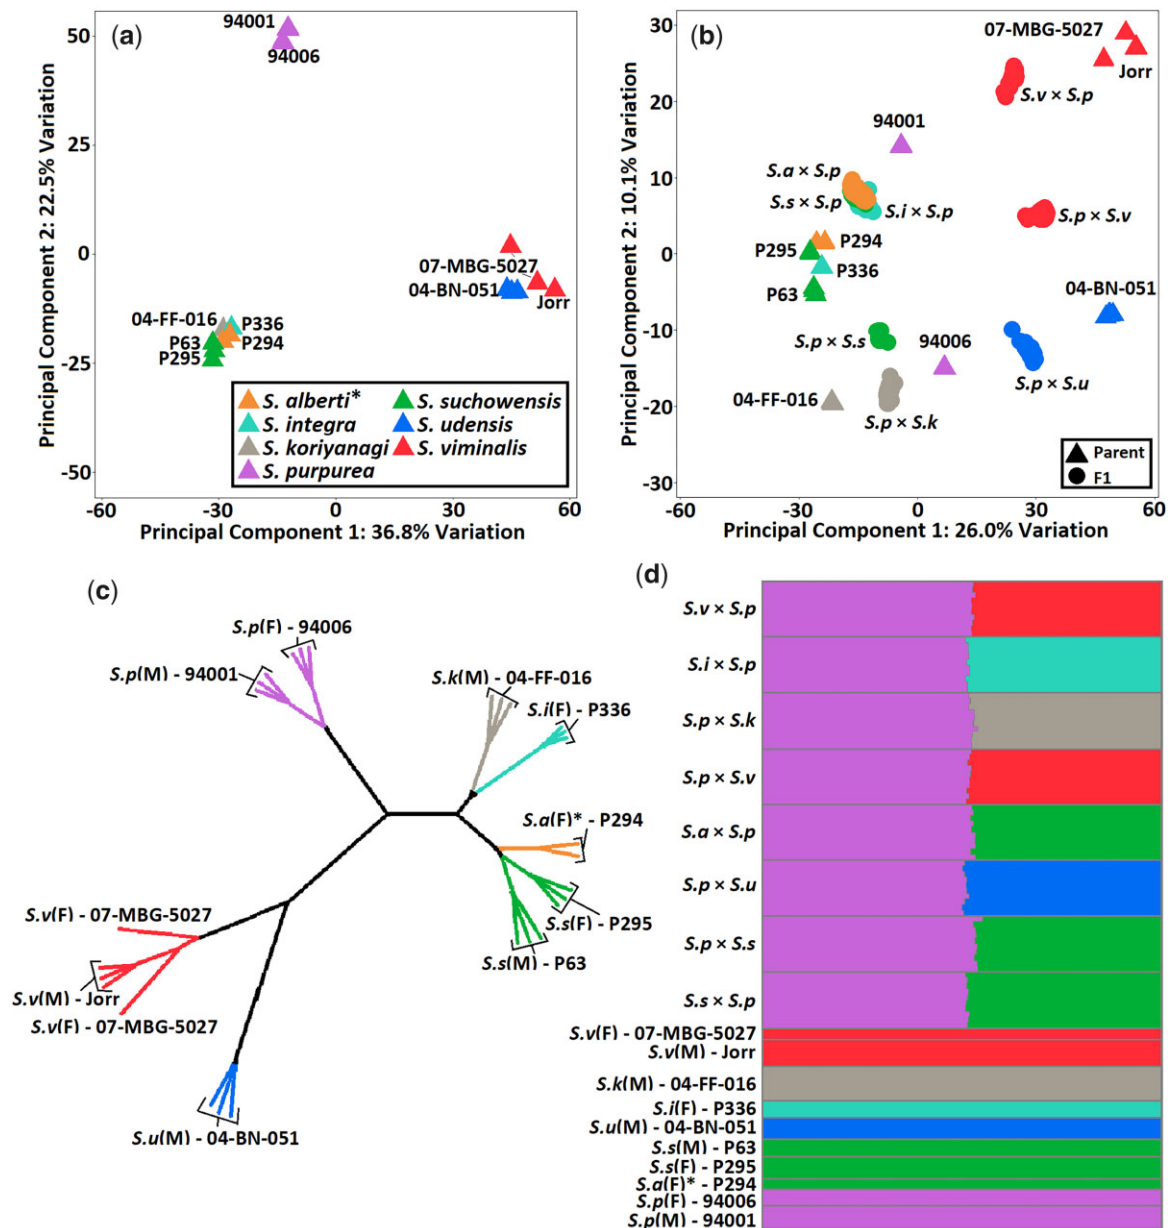 (a)
94001
94006
07-MBG-5027
04-BN-051
Jorr
04-FF-016
P336
P63
P294
P295
S. alberti*
S. suchowensis
S. integra
S. udensis
S. koriyanagi
S. viminalis
S. purpurea
50
25
0
-25
-50
-60
-30
0
30
60
Principal Component 1: 36.8% Variation
Principal Component 2: 22.5% Variation
(b)
07-MBG-5027
Jorr
S.v × S.p
94001
S.a × S.p
S.s × S.p
S.i × S.p
S.p × S.v
P294
P295
P336
P63
04-BN-051
S.p × S.s
94006
S.p × S.u
04-FF-016
S.p × S.k
Parent
F1
30
20
10
0
-10
-20
-30
-60
-30
0
30
60
Principal Component 1: 26.0% Variation
Principal Component 2: 10.1% Variation
(c)
S.p(F) - 94006
S.p(M) - 94001
S.k(M) - 04-FF-016
S.i(F) - P336
S.a(F)* - P294
S.s(F) - P295
S.s(M) - P63
S.v(F) - 07-MBG-5027
S.v(M) - Jorr
S.v(F) - 07-MBG-5027
S.u(M) - 04-BN-051
(d)
S.v × S.p
S.i × S.p
S.p × S.k
S.p × S.v
S.a × S.p
S.p × S.u
S.p × S.s
S.s × S.p
S.v(F) - 07-MBG-5027
S.v(M) - Jorr
S.k(M) - 04-FF-016
S.i(F) - P336
S.u(M) - 04-BN-051
S.s(M) - P63
S.s(F) - P295
S.a(F)* - P294
S.p(F) - 94006
S.p(M) - 94001